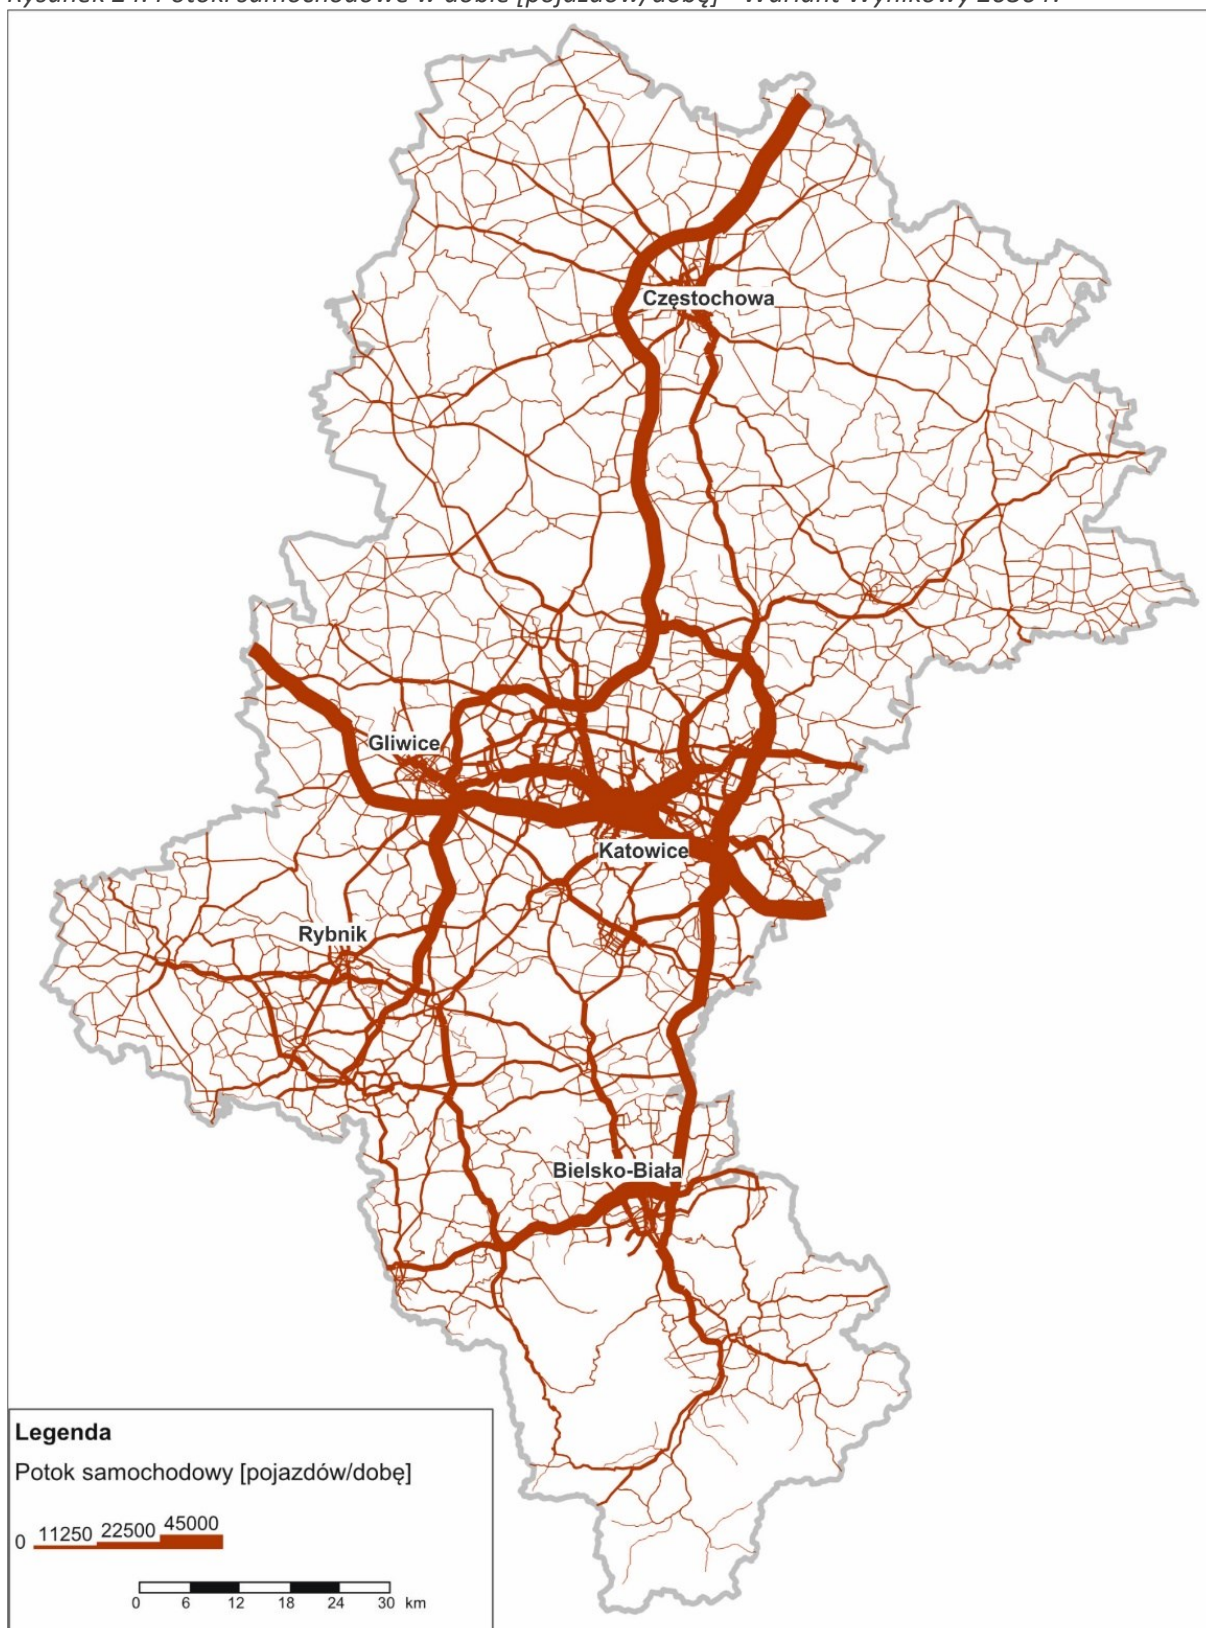 Częstochowa
Gliwice
Katowice
Rybnik
Bielsko-Biała
Legenda
Potok samochodowy [pojazdów/dobę]
0 11250 22500 45000
0 6 12 18 24 30 km